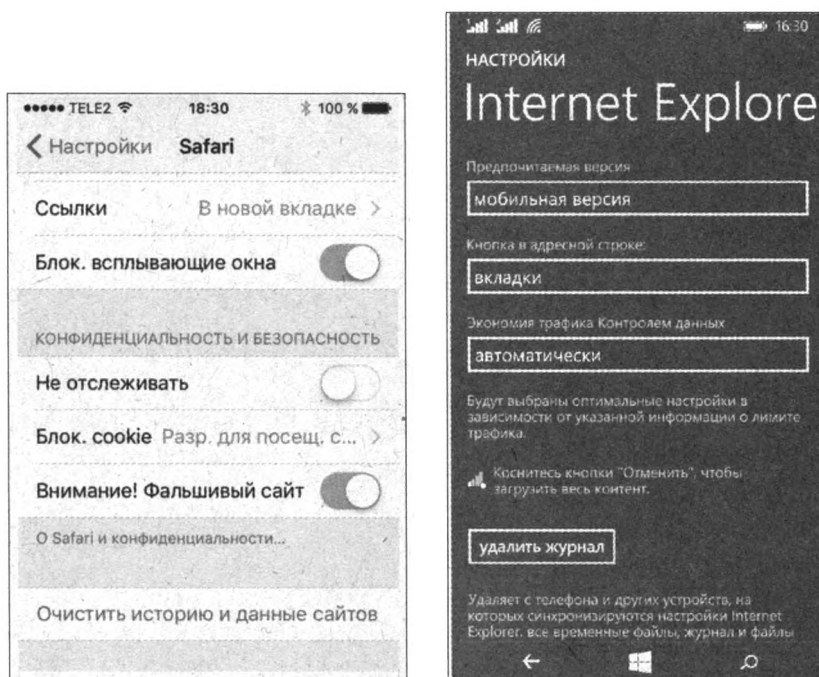 TELE2 18:30 100 %
Настройки Safari
Ссылки В новой вкладке
Блок. всплывающие окна
КОНФИДЕНЦИАЛЬНОСТЬ И БЕЗОПАСНОСТЬ
Не отслеживать
Блок. cookie Разр. для посещ. с...
Внимание! Фальшивый сайт
О Safari и конфиденциальности...
Очистить историю и данные сайтов
16:30
НАСТРОЙКИ
Internet Explore
Предпочитаемая версия
мобильная версия
Кнопка в адресной строке:
вкладки
Экономия трафика Контролем данных
автоматически
Будут выбраны оптимальные настройки в
зависимости от указанной информации о лимите
трафика.
Коснитесь кнопки "Отменить", чтобы
загрузить весь контент.
удалить журнал
Удаляет с телефона и других устройств, на
которых синхронизируются настройки Internet
Explorer, все временные файлы, журнал и файлы